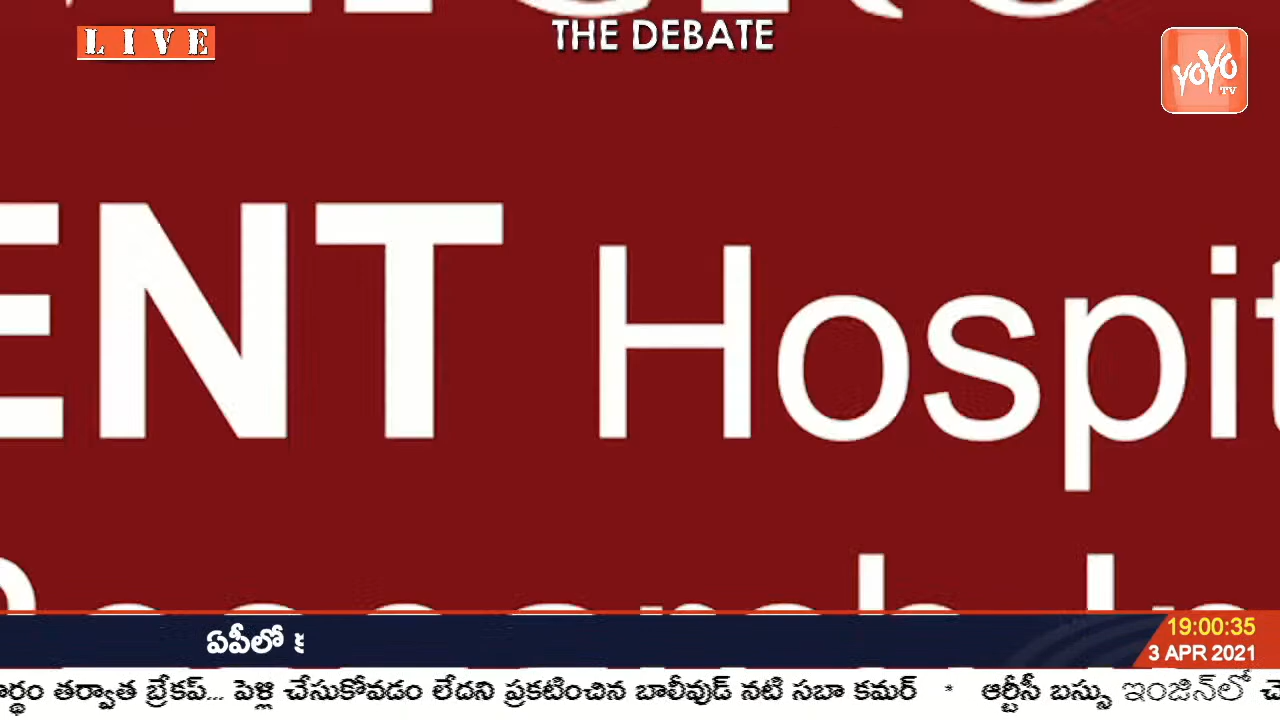 LIVE
THE DEBATE
YOYO
TV
ENT Hospit
ఏపీలో
19:00:35
3 APR 2021
తర్వాత బ్రేకప్... పెళ్లి చేసుకోవడం లేదని ప్రకటించిన బాలీవుడ్ నటి సబా కమర్ * ఆర్టీసీ బస్సు ఇంజిన్‌లో